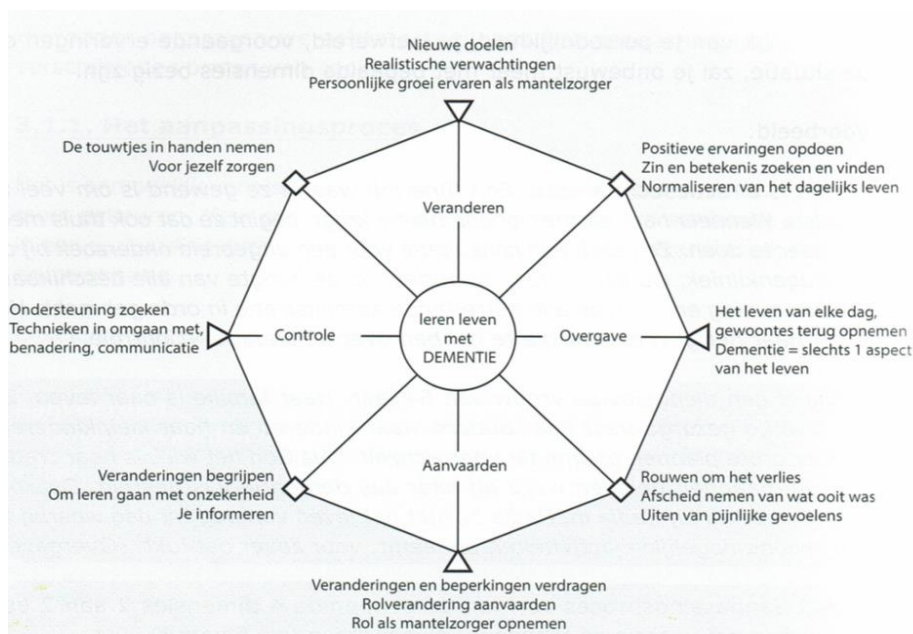 Nieuwe doelen
Realistische verwachtingen
Persoonlijke groei ervaren als mantelzorger
De touwtjes in handen nemen
Voor jezelf zorgen
Positieve ervaringen opdoen
Zin en betekenis zoeken en vinden
Normaliseren van het dagelijks leven
Veranderen
Ondersteuning zoeken
Technieken in omgaan met,
benadering, communicatie
Controle
leren leven
met
DEMENTIE
Overgave
Het leven van elke dag,
gewoontes terug opnemen
Dementie = slechts 1 aspect
van het leven
Aanvaarden
Veranderingen begrijpen
Om leren gaan met onzekerheid
Je informeren
Rouwen om het verlies
Afscheid nemen van wat ooit was
Uiten van pijnlijke gevoelens
Veranderingen en beperkingen verdragen
Rolverandering aanvaarden
Rol als mantelzorger opnemen